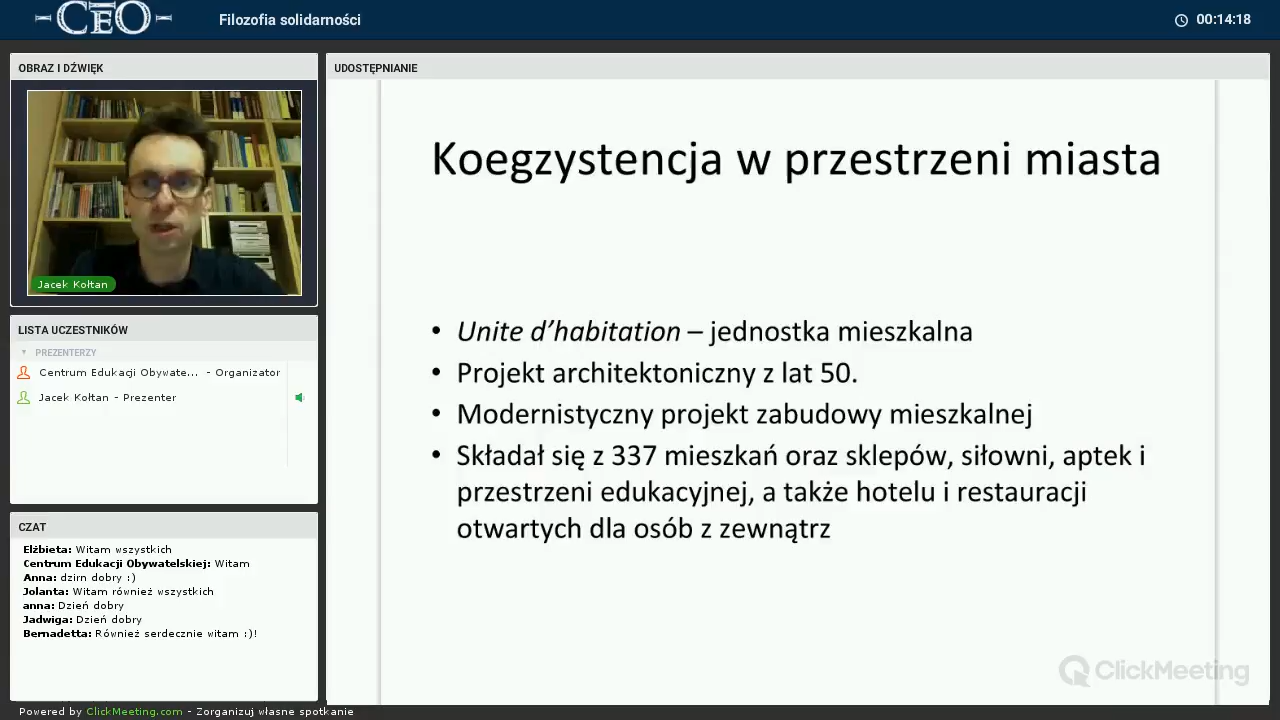 CEO
Filozofia solidarności
00:14:18
OBRAZ I DŹWIĘK
Jacek Kołtan
LISTA UCZESTNIKÓW
PREZENTERZY
Centrum Edukacji Obywate... - Organizator
Jacek Kołtan - Prezenter
CZAT
Elżbieta: Witam wszystkich
Centrum Edukacji Obywatelskiej: Witam
Anna: dzirn dobry :)
Jolanta: Witam również wszystkich
anna: Dzień dobry
Jadwiga: Dzień dobry
Bernadetta: Również serdecznie witam :)!
UDOSTĘPNIANIE
Koegzystencja w przestrzeni miasta
• Unite d’habitation – jednostka mieszkalna
• Projekt architektoniczny z lat 50.
• Modernistyczny projekt zabudowy mieszkalnej
• Składał się z 337 mieszkań oraz sklepów, siłowni, aptek i
przestrzeni edukacyjnej, a także hotelu i restauracji
otwartych dla osób z zewnątrz
ClickMeeting
Powered by ClickMeeting.com - Zorganizuj własne spotkanie